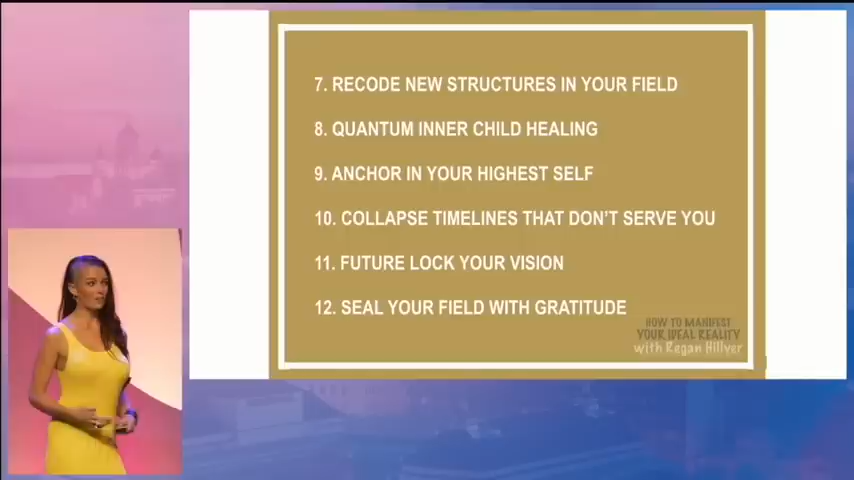 7. RECODE NEW STRUCTURES IN YOUR FIELD
8. QUANTUM INNER CHILD HEALING
9. ANCHOR IN YOUR HIGHEST SELF
10. COLLAPSE TIMELINES THAT DON'T SERVE YOU
11. FUTURE LOCK YOUR VISION
12. SEAL YOUR FIELD WITH GRATITUDE
HOW TO MANIFEST
YOUR IDEAL REALITY
with Regan Hillyer